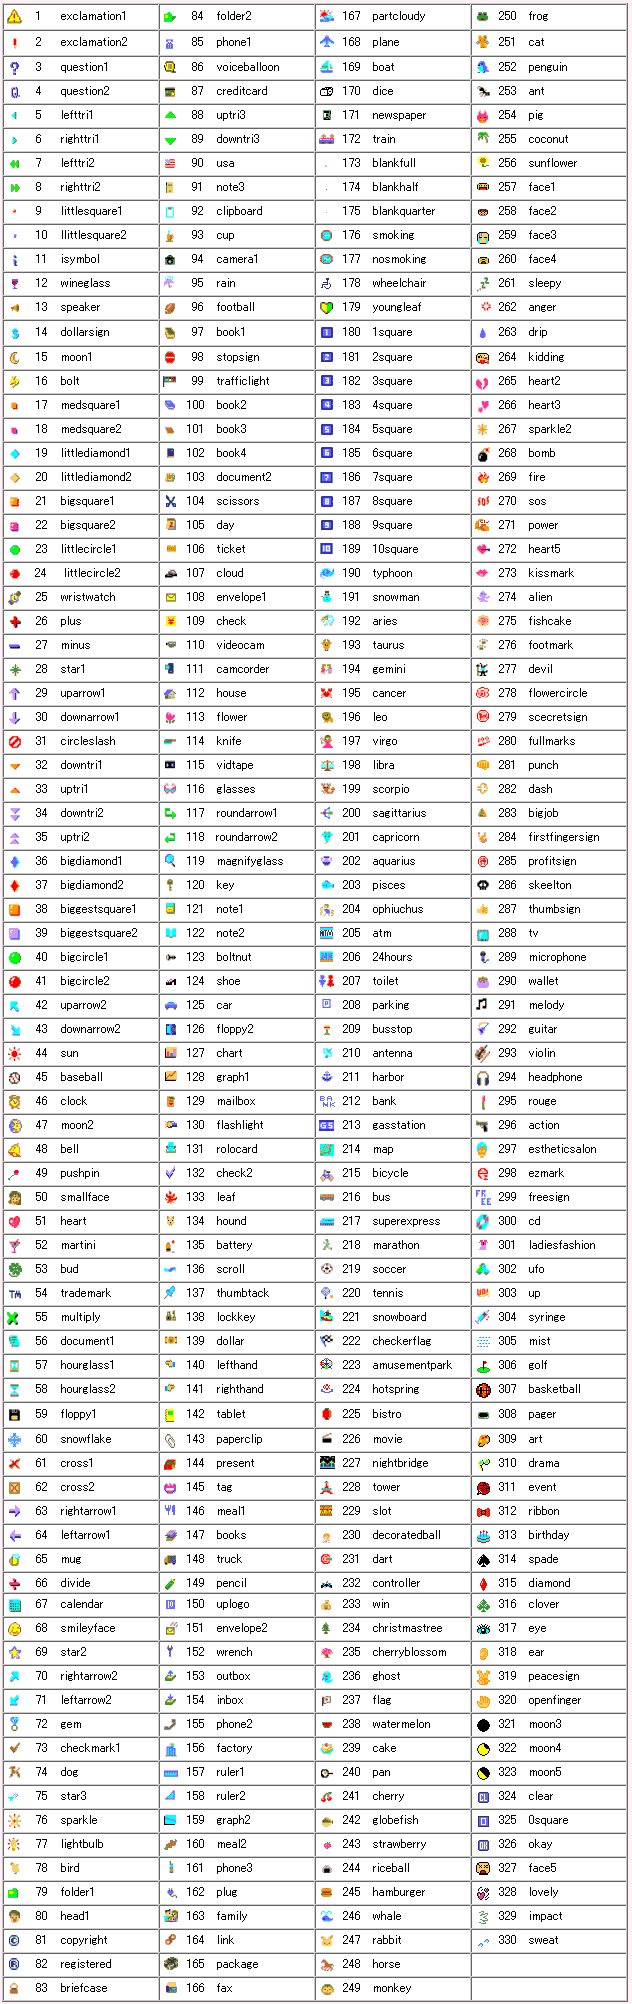 1 exclamation1
2 exclamation2
3 question1
4 question2
5 lefttri1
6 righttri1
7 lefttri2
8 righttri2
9 littlesquare1
10 llittlesquare2
11 isymbol
12 wineglass
13 speaker
14 dollarsign
15 moon1
16 bolt
17 medsquare1
18 medsquare2
19 littlediamond1
20 littlediamond2
21 bigsquare1
22 bigsquare2
23 littlecircle1
24 littlecircle2
25 wristwatch
26 plus
27 minus
28 star1
29 uparrow1
30 downarrow1
31 circleslash
32 downtri1
33 uptri1
34 downtri2
35 uptri2
36 bigdiamond1
37 bigdiamond2
38 biggestsquare1
39 biggestsquare2
40 bigcircle1
41 bigcircle2
42 uparrow2
43 downarrow2
44 sun
45 baseball
46 clock
47 moon2
48 bell
49 pushpin
50 smallface
51 heart
52 martini
53 bud
54 trademark
55 multiply
56 document1
57 hourglass1
58 hourglass2
59 floppy1
60 snowflake
61 cross1
62 cross2
63 rightarrow1
64 leftarrow1
65 mug
66 divide
67 calendar
68 smileyface
69 star2
70 rightarrow2
71 leftarrow2
72 gem
73 checkmark1
74 dog
75 star3
76 sparkle
77 lightbulb
78 bird
79 folder1
80 head1
81 copyright
82 registered
83 briefcase
84 folder2
85 phone1
86 voiceballoon
87 creditcard
88 uptri3
89 downtri3
90 usa
91 note3
92 clipboard
93 cup
94 camera1
95 rain
96 football
97 book1
98 stopsign
99 trafficlight
100 book2
101 book3
102 book4
103 document2
104 scissors
105 day
106 ticket
107 cloud
108 envelope1
109 check
110 videocam
111 camcorder
112 house
113 flower
114 knife
115 vidtape
116 glasses
117 roundarrow1
118 roundarrow2
119 magnifyglass
120 key
121 note1
122 note2
123 boltnut
124 shoe
125 car
126 floppy2
127 chart
128 graph1
129 mailbox
130 flashlight
131 rolocard
132 check2
133 leaf
134 hound
135 battery
136 scroll
137 thumbtack
138 lockkey
139 dollar
140 lefthand
141 righthand
142 tablet
143 paperclip
144 present
145 tag
146 meal1
147 books
148 truck
149 pencil
150 uplogo
151 envelope2
152 wrench
153 outbox
154 inbox
155 phone2
156 factory
157 ruler1
158 ruler2
159 graph2
160 meal2
161 phone3
162 plug
163 family
164 link
165 package
166 fax
167 partcloudy
168 plane
169 boat
170 dice
171 newspaper
172 train
173 blankfull
174 blankhalf
175 blankquarter
176 smoking
177 nosmoking
178 wheelchair
179 youngleaf
180 1square
181 2square
182 3square
183 4square
184 5square
185 6square
186 7square
187 8square
188 9square
189 10square
190 typhoon
191 snowman
192 aries
193 taurus
194 gemini
195 cancer
196 leo
197 virgo
198 libra
199 scorpio
200 sagittarius
201 capricorn
202 aquarius
203 pisces
204 ophiuchus
205 atm
206 24hours
207 toilet
208 parking
209 busstop
210 antenna
211 harbor
212 bank
213 gasstation
214 map
215 bicycle
216 bus
217 superexpress
218 marathon
219 soccer
220 tennis
221 snowboard
222 checkerflag
223 amusementpark
224 hotspring
225 bistro
226 movie
227 nightbridge
228 tower
229 slot
230 decoratedball
231 dart
232 controller
233 win
234 christmastree
235 cherryblossom
236 ghost
237 flag
238 watermelon
239 cake
240 pan
241 cherry
242 globefish
243 strawberry
244 riceball
245 hamburger
246 whale
247 rabbit
248 horse
249 monkey
250 frog
251 cat
252 penguin
253 ant
254 pig
255 coconut
256 sunflower
257 face1
258 face2
259 face3
260 face4
261 sleepy
262 anger
263 drip
264 kidding
265 heart2
266 heart3
267 sparkle2
268 bomb
269 fire
270 sos
271 power
272 heart5
273 kissmark
274 alien
275 fishcake
276 footmark
277 devil
278 flowercircle
279 scecretsign
280 fullmarks
281 punch
282 dash
283 bigjob
284 firstfingersign
285 profitsign
286 skeelton
287 thumbsign
288 tv
289 microphone
290 wallet
291 melody
292 guitar
293 violin
294 headphone
295 rouge
296 action
297 estheticsalon
298 ezmark
299 freesign
300 cd
301 ladiesfashion
302 ufo
303 up
304 syringe
305 mist
306 golf
307 basketball
308 pager
309 art
310 drama
311 event
312 ribbon
313 birthday
314 spade
315 diamond
316 clover
317 eye
318 ear
319 peacesign
320 openfinger
321 moon3
322 moon4
323 moon5
324 clear
325 0square
326 okay
327 face5
328 lovely
329 impact
330 sweat